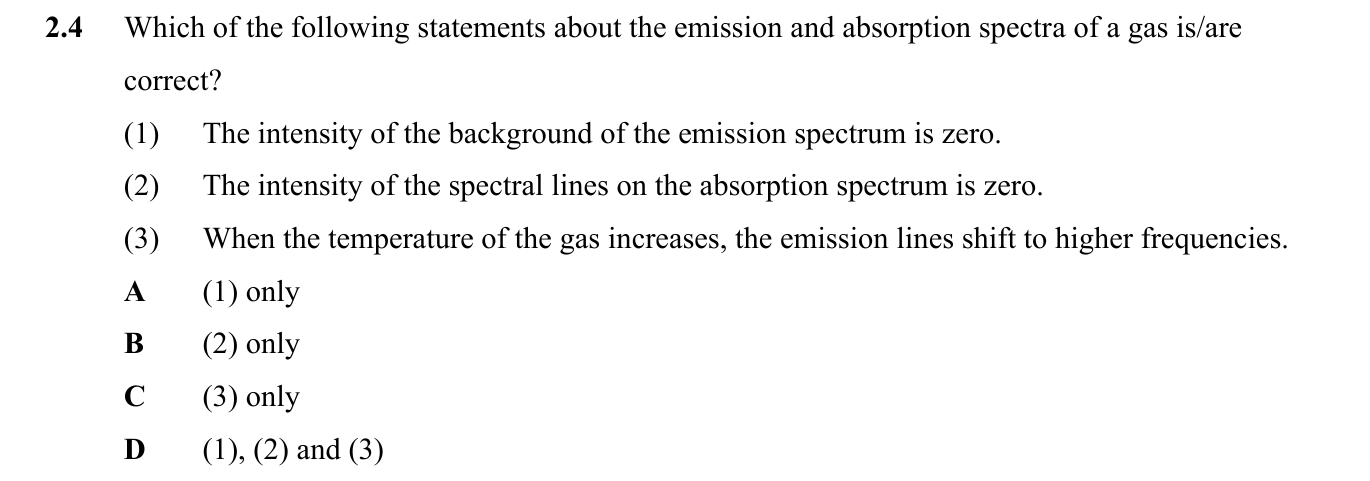 2.4 Which of the following statements about the emission and absorption spectra of a gas is/are
correct?
(1) The intensity of the background of the emission spectrum is zero.
(2) The intensity of the spectral lines on the absorption spectrum is zero.
(3) When the temperature of the gas increases, the emission lines shift to higher frequencies.
A (1) only
B (2) only
C (3) only
D (1), (2) and (3)